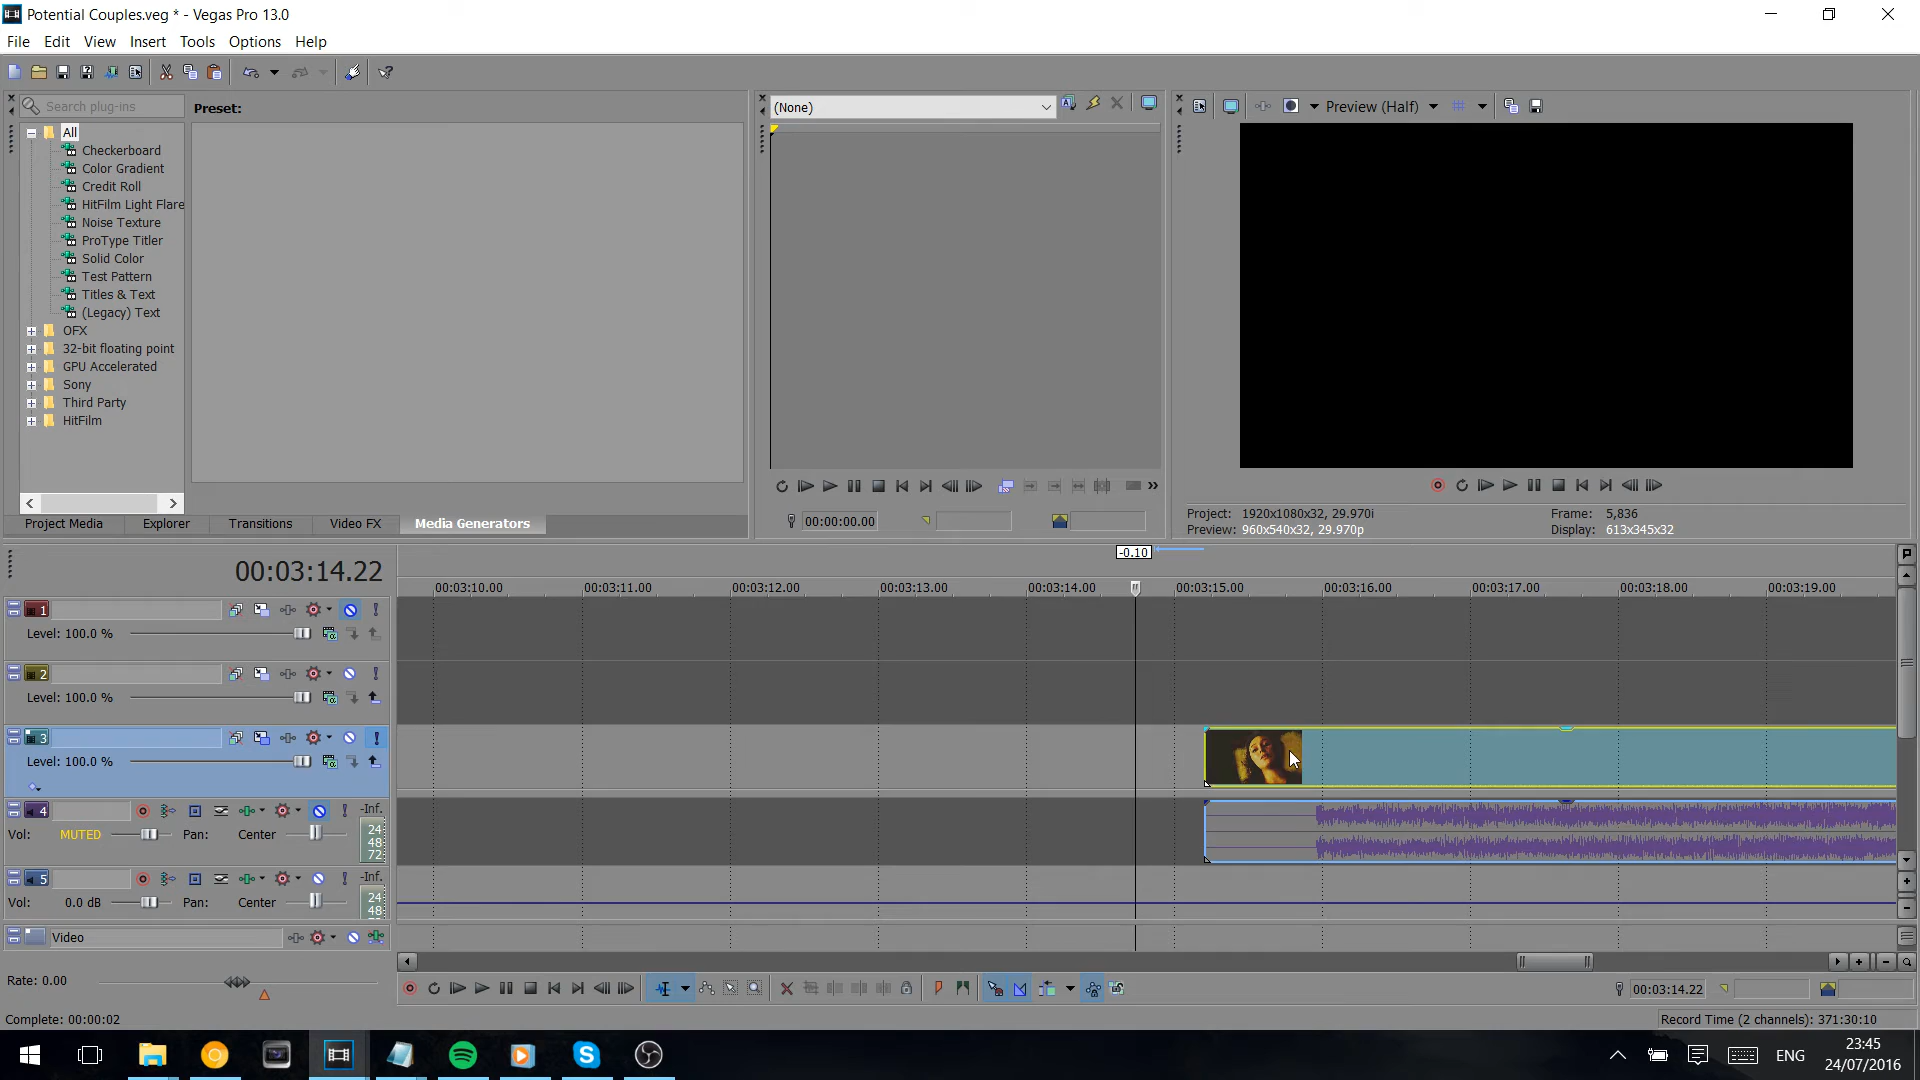 Potential Couples.veg * - Vegas Pro 13.0
File Edit View Insert Tools Options Help
Search plug-ins
Preset:
(None)
Preview (Half)
All
Checkerboard
Color Gradient
Credit Roll
HitFilm Light Flare
Noise Texture
ProType Titler
Solid Color
Test Pattern
Titles & Text
(Legacy) Text
OFX
32-bit floating point
GPU Accelerated
Sony
Third Party
HitFilm
Project Media Explorer Transitions Video FX Media Generators
00:00:00.00
Project: 1920x1080x32, 29.970i
Frame: 5,836
Preview: 960x540x32, 29.970p
Display: 613x345x32
-0.10
00:03:14.22
00:03:10.00 00:03:11.00 00:03:12.00 00:03:13.00 00:03:14.00 00:03:15.00 00:03:16.00 00:03:17.00 00:03:18.00 00:03:19.00
1
Level: 100.0 %
2
Level: 100.0 %
3
Level: 100.0 %
4 -Inf.
Vol: MUTED Pan: Center
24
48
72
5 -Inf.
Vol: 0.0 dB Pan: Center
24
48
Video
Rate: 0.00
00:03:14.22
Complete: 00:00:02
Record Time (2 channels): 371:30:10
ENG
23:45
24/07/2016